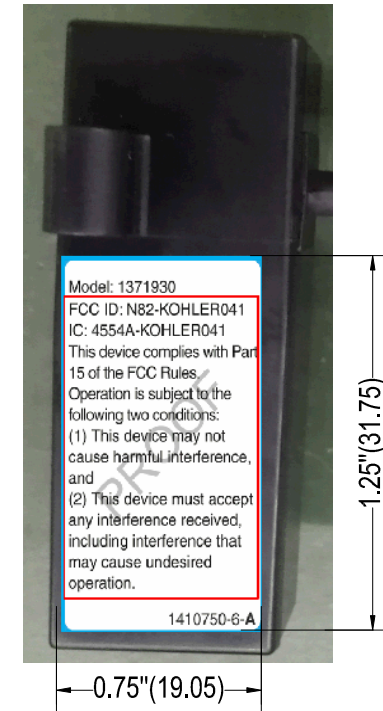 Model: 1371930
FCC ID: N82-KOHLER041
IC: 4554A-KOHLER041
This device complies with Part
15 of the FCC Rules.
Operation is subject to the
following two conditions:
(1) This device may not
cause harmful interference,
and
(2) This device must accept
any interference received,
including interference that
may cause undesired
operation.
1410750-6-A
PROOF
1.25"(31.75)
0.75"(19.05)